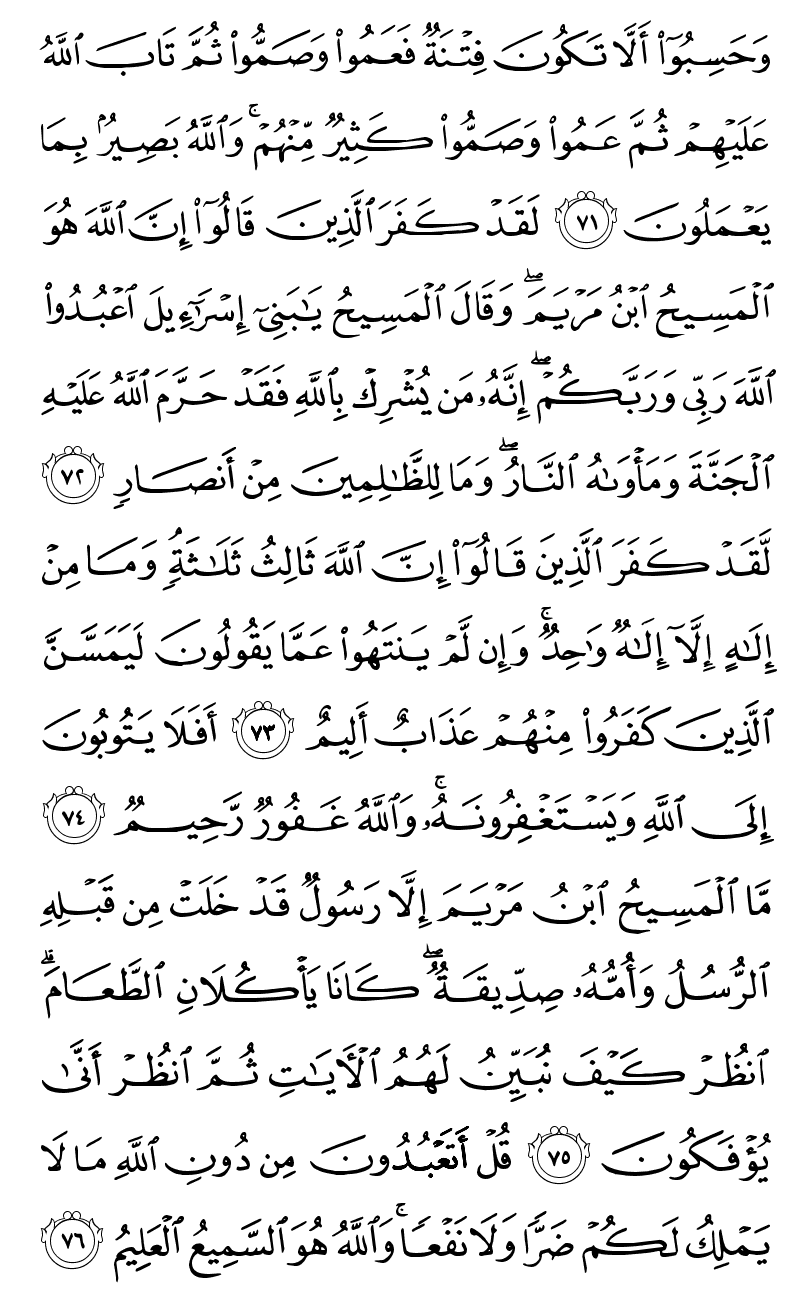 وَحَسِبُوٓا۟ أَلَّا تَكُونَ فِتْنَةٌ فَعَمُوا۟ وَصَمُّوا۟ ثُمَّ تَابَ ٱللَّهُ
عَلَيْهِمْ ثُمَّ عَمُوا۟ وَصَمُّوا۟ كَثِيرٌ مِّنْهُمْ ۚ وَٱللَّهُ بَصِيرٌۢ بِمَا
يَعْمَلُونَ ٧١ لَقَدْ كَفَرَ ٱلَّذِينَ قَالُوٓا۟ إِنَّ ٱللَّهَ هُوَ
ٱلْمَسِيحُ ٱبْنُ مَرْيَمَ ۖ وَقَالَ ٱلْمَسِيحُ يَـٰبَنِىٓ إِسْرَٰٓءِيلَ ٱعْبُدُوا۟
ٱللَّهَ رَبِّى وَرَبَّكُمْ ۖ إِنَّهُۥ مَن يُشْرِكْ بِٱللَّهِ فَقَدْ حَرَّمَ ٱللَّهُ عَلَيْهِ
ٱلْجَنَّةَ وَمَأْوَىٰهُ ٱلنَّارُ ۖ وَمَا لِلظَّـٰلِمِينَ مِنْ أَنصَارٍ ٧٢
لَّقَدْ كَفَرَ ٱلَّذِينَ قَالُوٓا۟ إِنَّ ٱللَّهَ ثَالِثُ ثَلَـٰثَةٍ ۘ وَمَا مِنْ
إِلَـٰهٍ إِلَّآ إِلَـٰهٌ وَٰحِدٌ ۚ وَإِن لَّمْ يَنتَهُوا۟ عَمَّا يَقُولُونَ لَيَمَسَّنَّ
ٱلَّذِينَ كَفَرُوا۟ مِنْهُمْ عَذَابٌ أَلِيمٌ ٧٣ أَفَلَا يَتُوبُونَ
إِلَى ٱللَّهِ وَيَسْتَغْفِرُونَهُۥ ۚ وَٱللَّهُ غَفُورٌ رَّحِيمٌ ٧٤
مَّا ٱلْمَسِيحُ ٱبْنُ مَرْيَمَ إِلَّا رَسُولٌ قَدْ خَلَتْ مِن قَبْلِهِ
ٱلرُّسُلُ وَأُمُّهُۥ صِدِّيقَةٌ ۖ كَانَا يَأْكُلَانِ ٱلطَّعَامَ ۗ
ٱنظُرْ كَيْفَ نُبَيِّنُ لَهُمُ ٱلْـَٔايَـٰتِ ثُمَّ ٱنظُرْ أَنَّىٰ
يُؤْفَكُونَ ٧٥ قُلْ أَتَعْبُدُونَ مِن دُونِ ٱللَّهِ مَا لَا
يَمْلِكُ لَكُمْ ضَرًّا وَلَا نَفْعًا ۚ وَٱللَّهُ هُوَ ٱلسَّمِيعُ ٱلْعَلِيمُ ٧٦